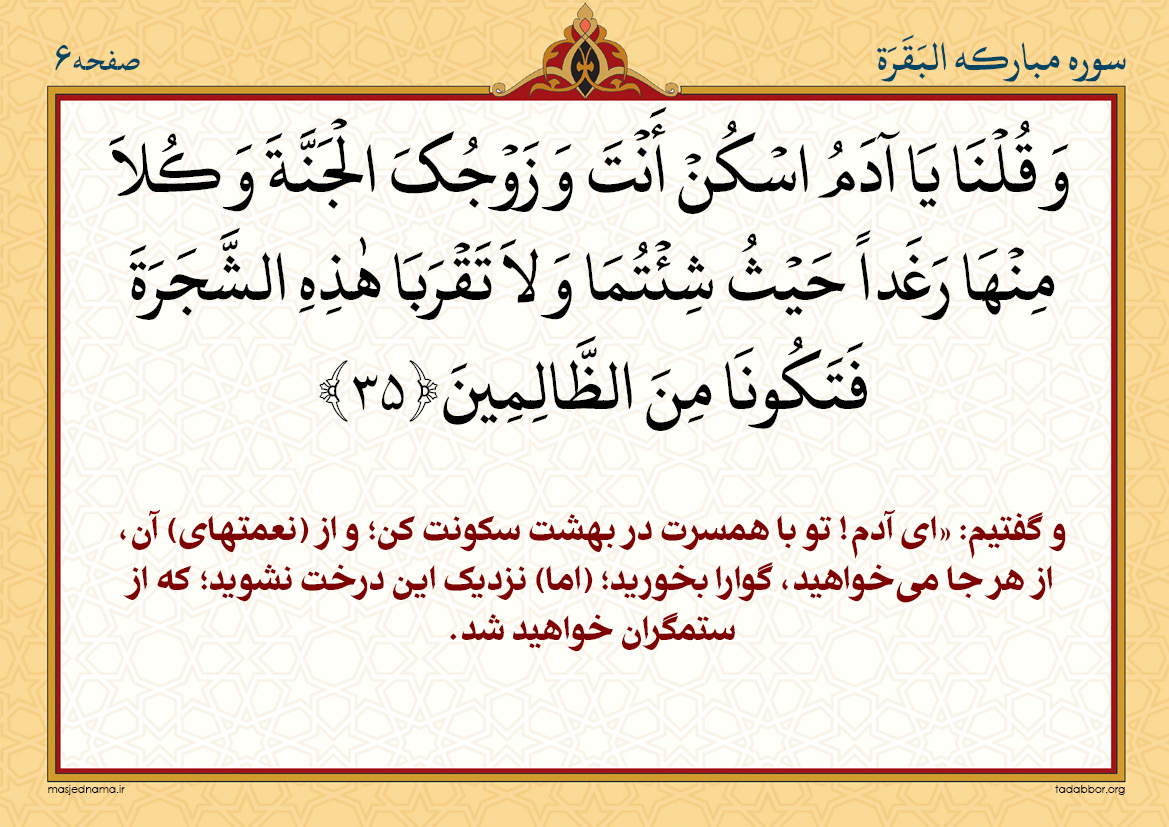 سوره مبارکه البَقَرَة
صفحه۶
وَ قُلْنَا يَا آدَمُ اسْكُنْ أَنْتَ وَ زَوْجُکَ الْجَنَّةَ وَ کُلاَ
مِنْهَا رَغَداً حَيْثُ شِئْتُمَا وَ لاَ تَقْرَبَا هٰذِهِ الشَّجَرَةَ
فَتَكُونَا مِنَ الظَّالِمِينَ ﴿۳۵﴾
و گفتیم: «ای آدم! تو با همسرت در بهشت سکونت کن؛ و از (نعمتهای) آن،
از هر جا می‌خواهید، گوارا بخورید؛ (اما) نزدیک این درخت نشوید؛ که از
ستمگران خواهید شد.
masjednama.ir
tadabbor.org